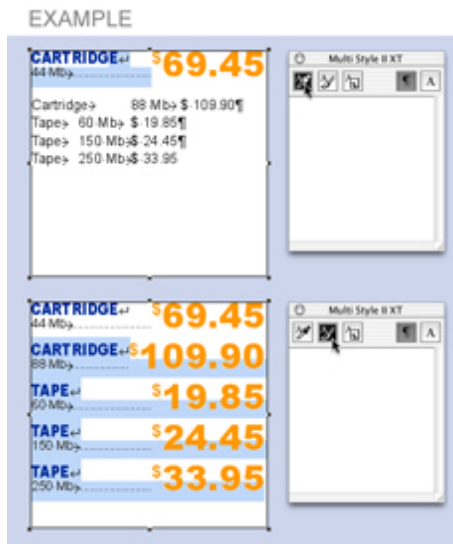 EXAMPLE
CARTRIDGE↵ $69.45
44·Mb→
Cartridge→ 88·Mb→ $·109.90¶
Tape→ 60·Mb→ $·19.85¶
Tape→ 150·Mb→$·24.45¶
Tape→ 250·Mb→$·33.95
Multi Style II XT
¶ A
CARTRIDGE↵ $69.45
44·Mb→
CARTRIDGE↵ $109.90
88·Mb→
TAPE↵ $19.85
60·Mb→
TAPE↵ $24.45
150·Mb→
TAPE↵ $33.95
250·Mb→
Multi Style II XT
¶ A